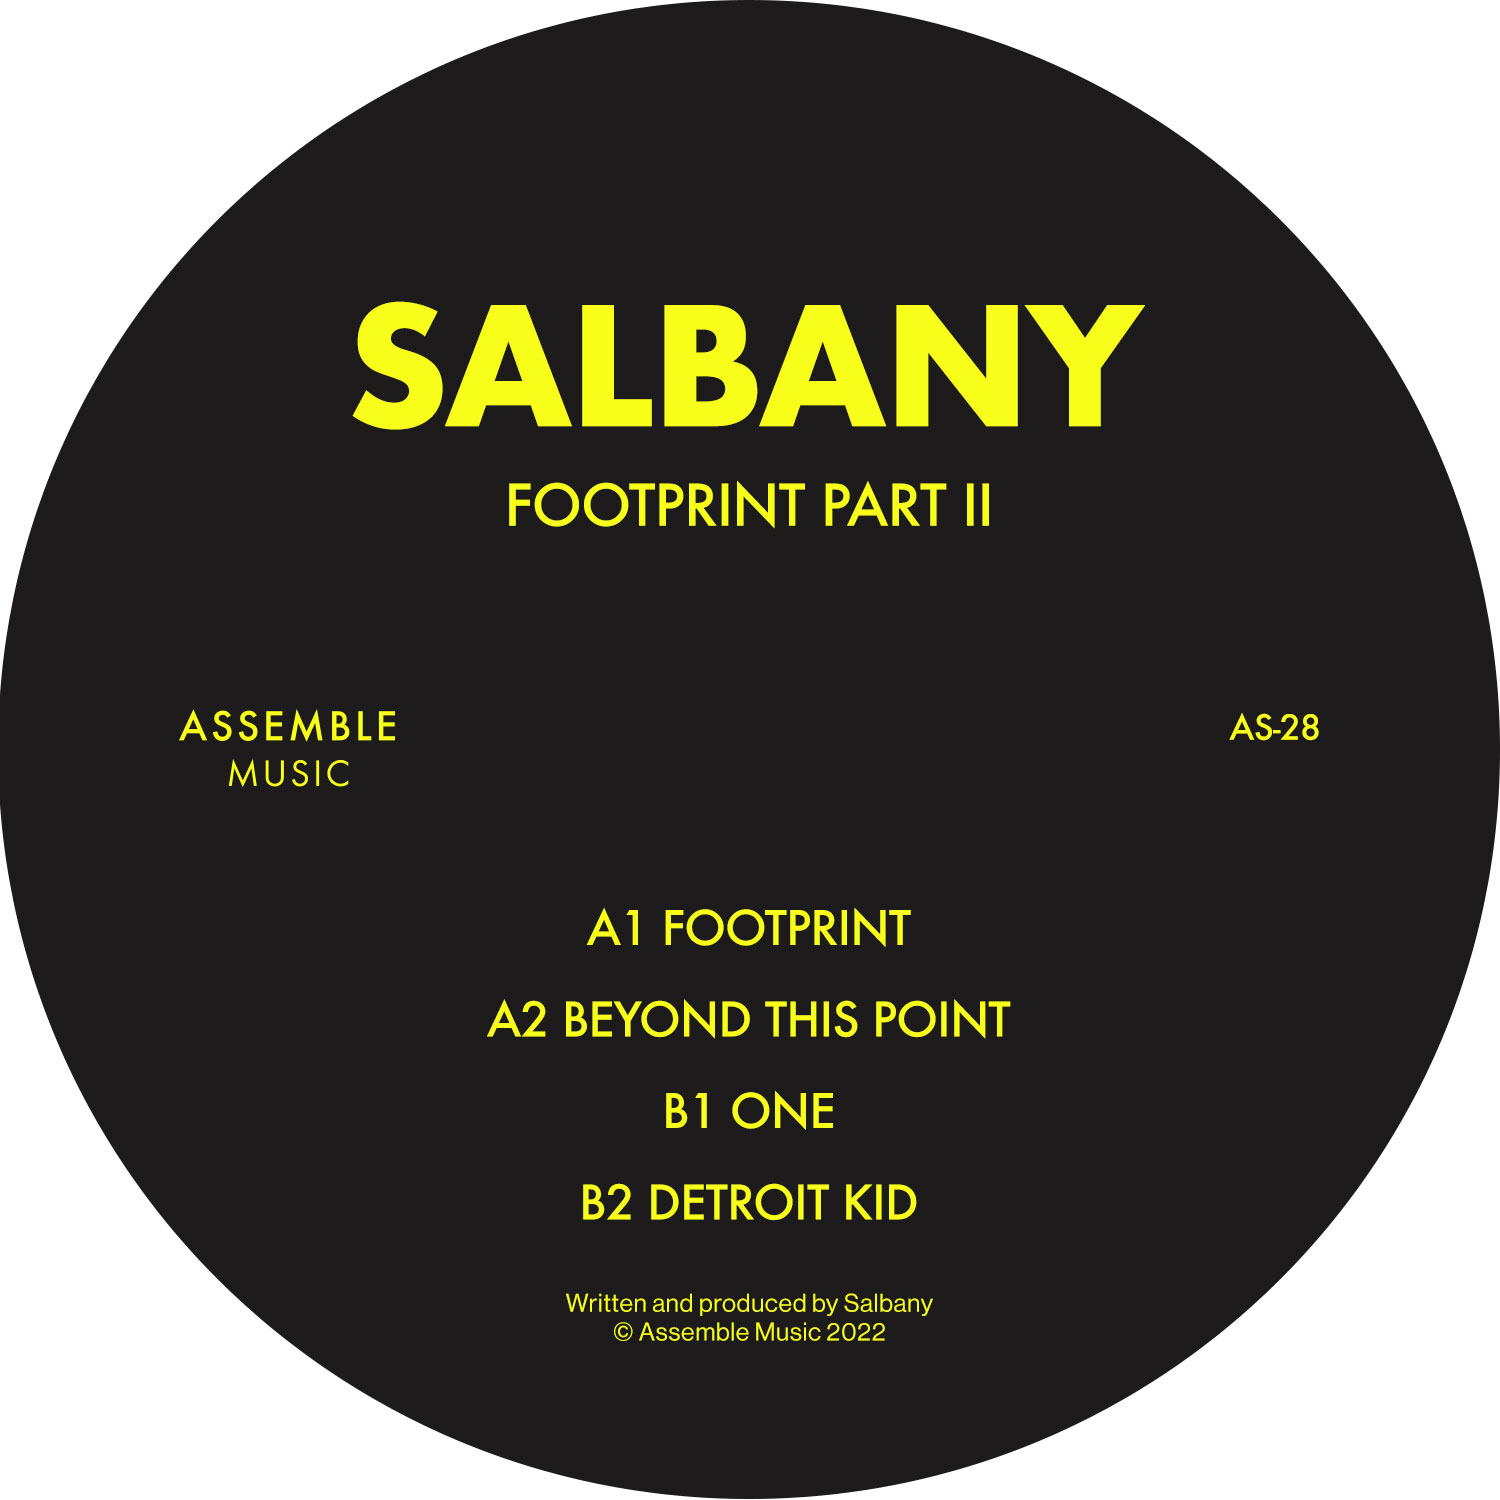 SALBANY
FOOTPRINT PART II
ASSEMBLE
MUSIC
AS-28
A1 FOOTPRINT
A2 BEYOND THIS POINT
B1 ONE
B2 DETROIT KID
Written and produced by Salbany
© Assemble Music 2022